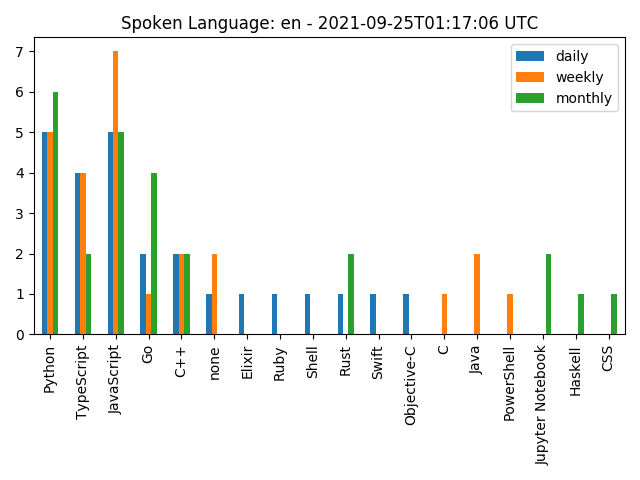 Spoken Language: en - 2021-09-25T01:17:06 UTC
daily
weekly
monthly
7
6
5
4
3
2
1
0
Python
TypeScript
JavaScript
Go
C++
none
Elixir
Ruby
Shell
Rust
Swift
Objective-C
C
Java
PowerShell
Jupyter Notebook
Haskell
CSS